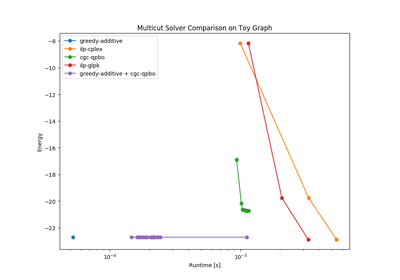 Multicut Solver Comparison on Toy Graph
greedy-additive
ilp-cplex
cgc-qpbo
ilp-glpk
greedy-additive + cgc-qpbo
Energy
−8
−10
−12
−14
−16
−18
−20
−22
10⁻⁴
10⁻³
Runtime [s]